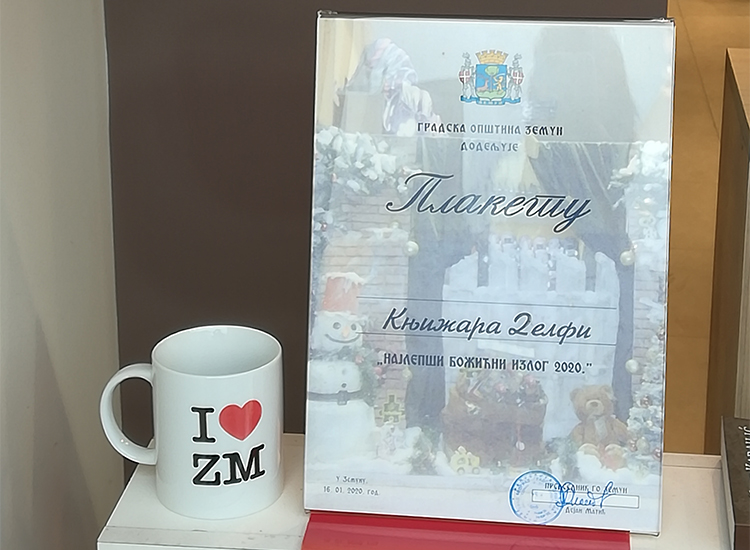 ГРАДСКА ОПШТИНА ЗЕМУН
ДОДЕЉУЈЕ
Плакету
Књижара Делфи
„НАЈЛЕПШИ БОЖИЋНИ ИЗЛОГ 2020.”
У Земуну,
16. 01. 2020. год.
ПРЕДСЕДНИК ГО ЗЕМУН
Дејан Матић
I ❤ ZM